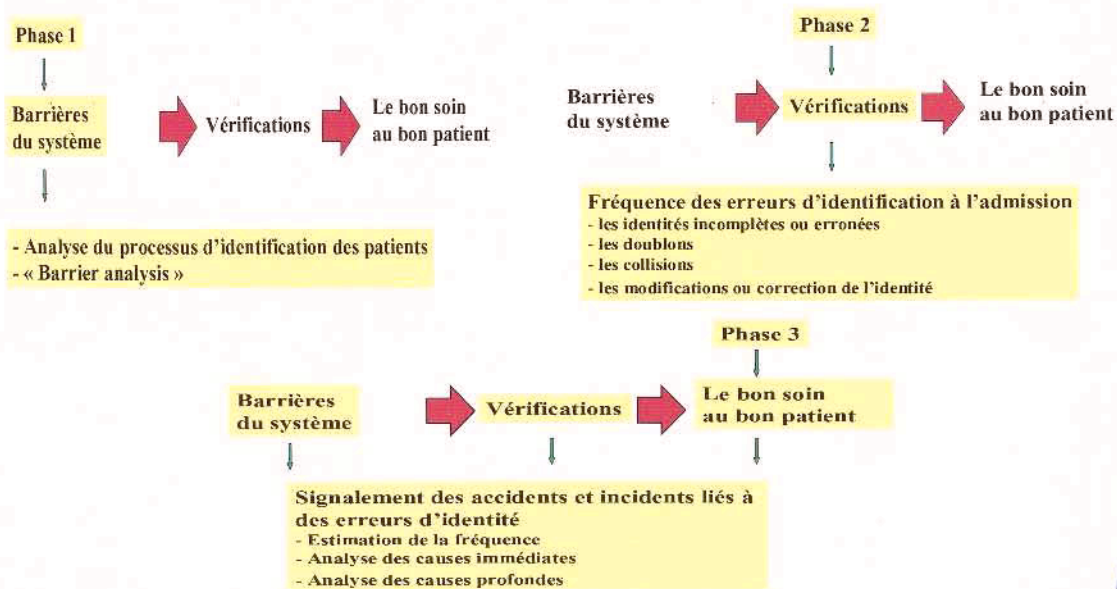 Phase 1
Barrières
du système
Vérifications
Le bon soin
au bon patient
- Analyse du processus d'identification des patients
- « Barrier analysis »
Phase 2
Barrières
du système
Vérifications
Le bon soin
au bon patient
Fréquence des erreurs d'identification à l'admission
- les identités incomplètes ou erronées
- les doublons
- les collisions
- les modifications ou correction de l'identité
Phase 3
Barrières
du système
Vérifications
Le bon soin
au bon patient
Signalement des accidents et incidents liés à
des erreurs d'identité
- Estimation de la fréquence
- Analyse des causes immédiates
- Analyse des causes profondes